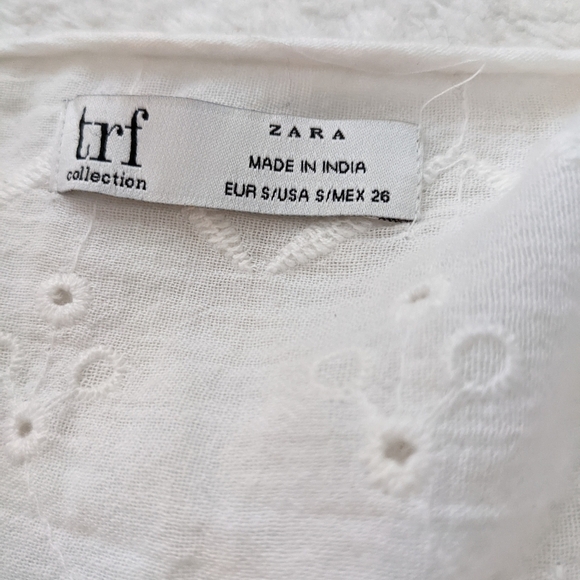 trf
collection
ZARA
MADE IN INDIA
EUR S/USA S/MEX 26